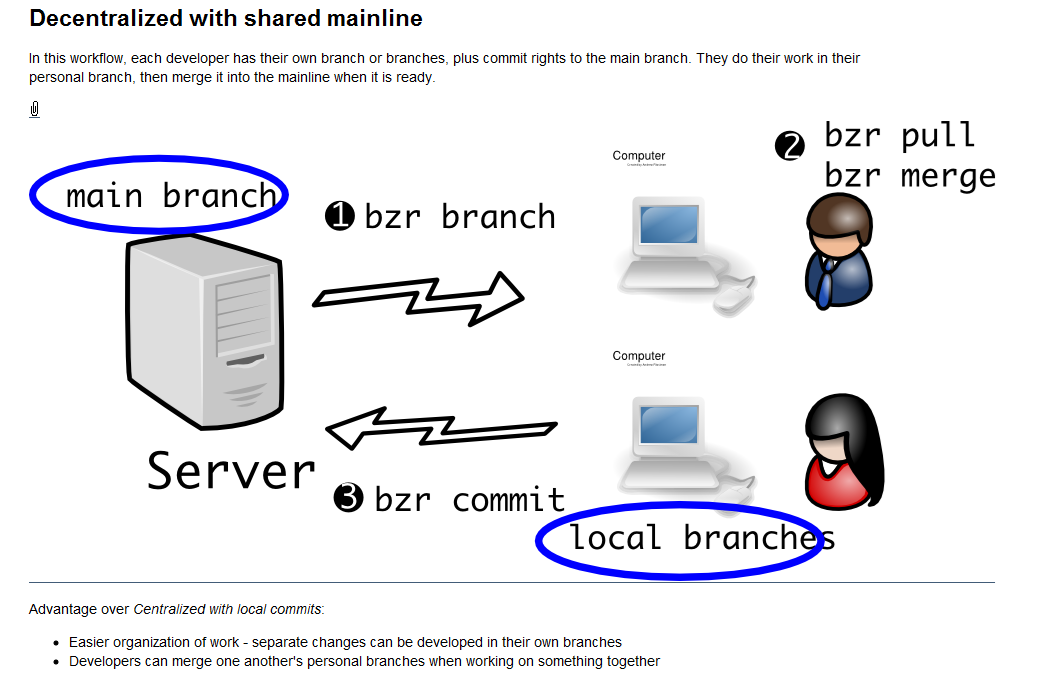 Decentralized with shared mainline
In this workflow, each developer has their own branch or branches, plus commit rights to the main branch. They do their work in their
personal branch, then merge it into the mainline when it is ready.
main branch
1 bzr branch
Computer
2 bzr pull
bzr merge
Computer
Server
3 bzr commit
local branches
Advantage over Centralized with local commits:
• Easier organization of work - separate changes can be developed in their own branches
• Developers can merge one another's personal branches when working on something together